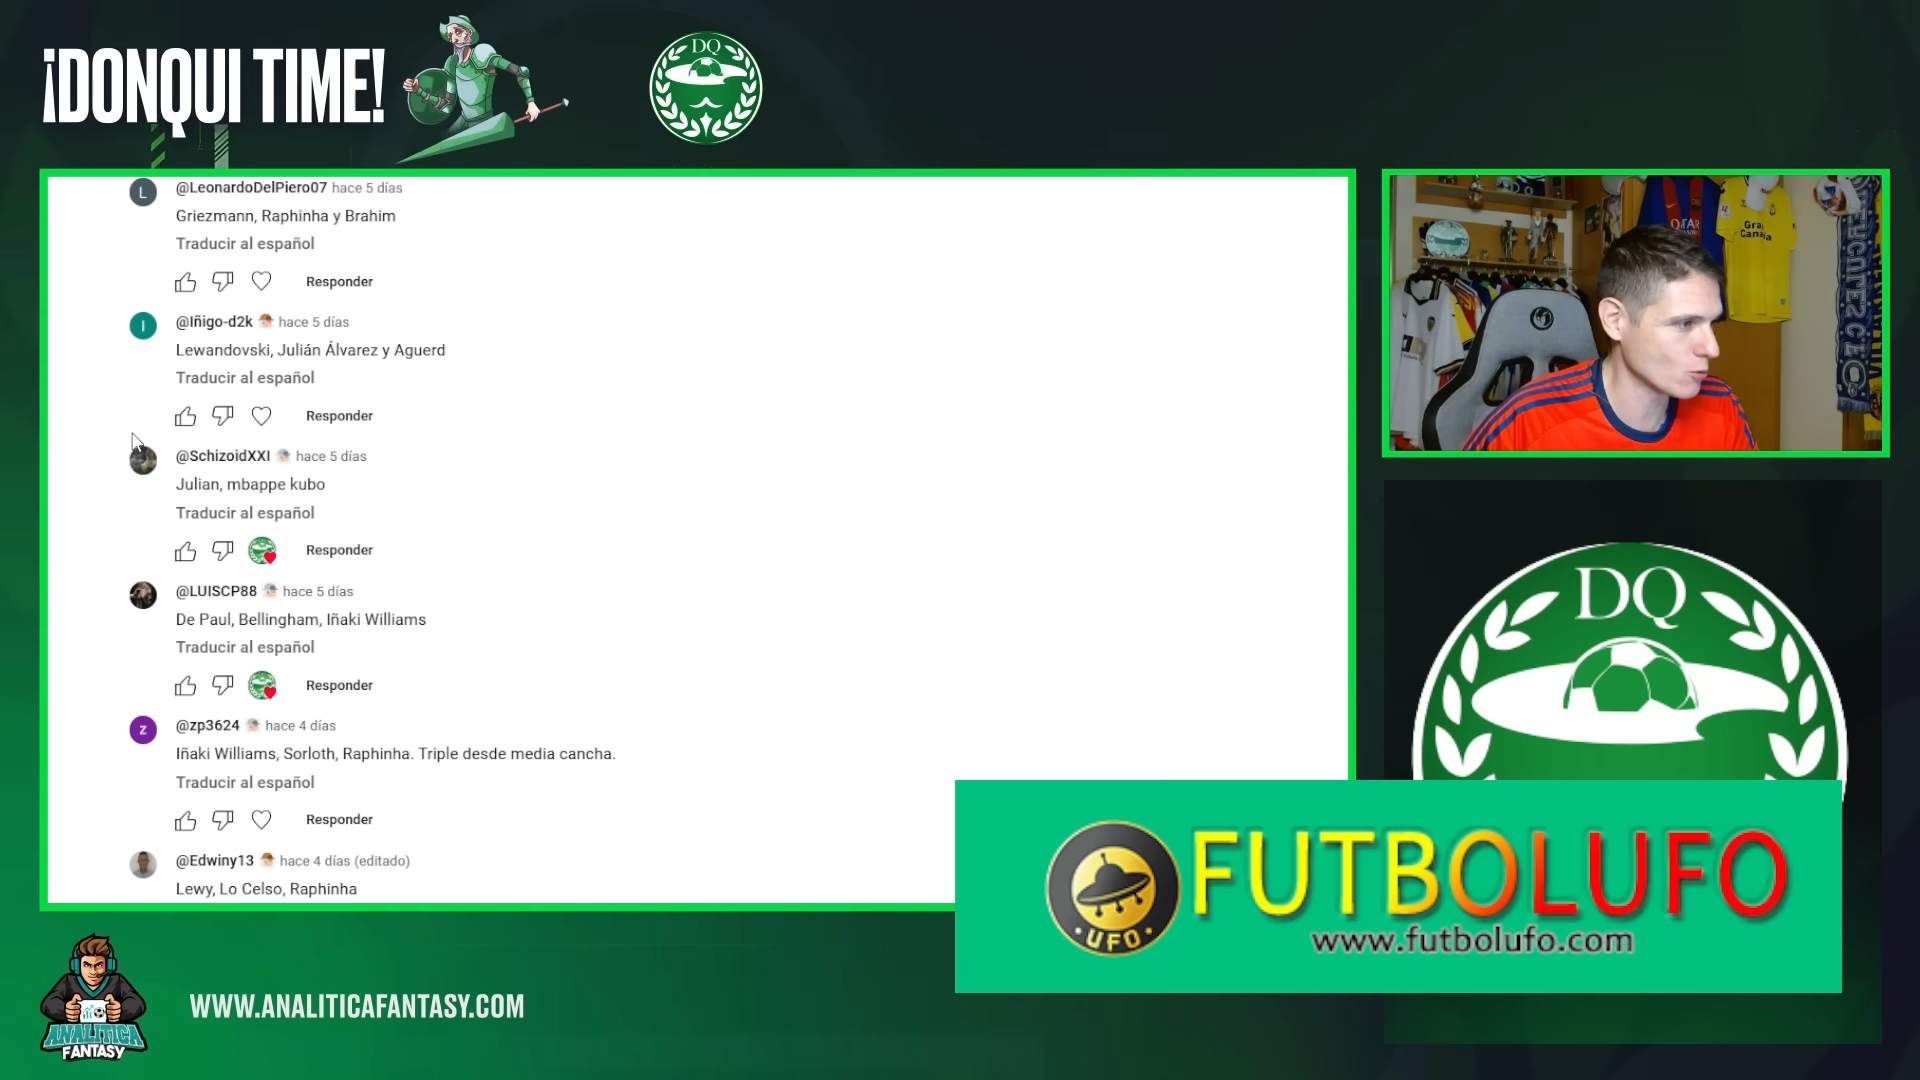 ¡DONQUI TIME!
DQ
L
@LeonardoDelPiero07 hace 5 días
Griezmann, Raphinha y Brahim
Traducir al español
Responder
I
@Iñigo-d2k hace 5 días
Lewandovski, Julián Álvarez y Aguerd
Traducir al español
Responder
@SchizoidXXI hace 5 días
Julian, mbappe kubo
Traducir al español
Responder
@LUISCP88 hace 5 días
De Paul, Bellingham, Iñaki Williams
Traducir al español
Responder
z
@zp3624 hace 4 días
Iñaki Williams, Sorloth, Raphinha. Triple desde media cancha.
Traducir al español
Responder
@Edwiny13 hace 4 días (editado)
Lewy, Lo Celso, Raphinha
QATAR
Gran
Canaria
DQ
UFO
FUTBOLUFO
www.futbolufo.com
ANALITICA
FANTASY
WWW.ANALITICAFANTASY.COM